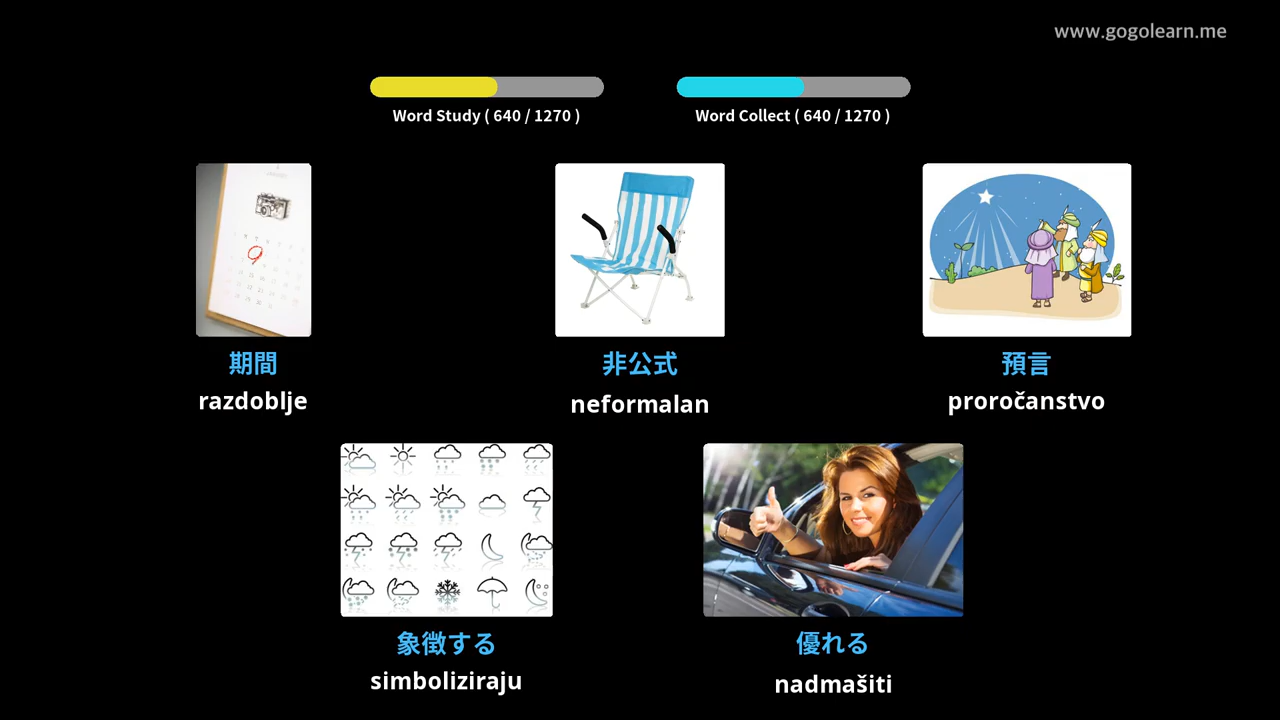 www.gogolearn.me
Word Study ( 640 / 1270 )
Word Collect ( 640 / 1270 )
期間
razdoblje
非公式
neformalan
預言
proročanstvo
象徴する
simboliziraju
優れる
nadmašiti